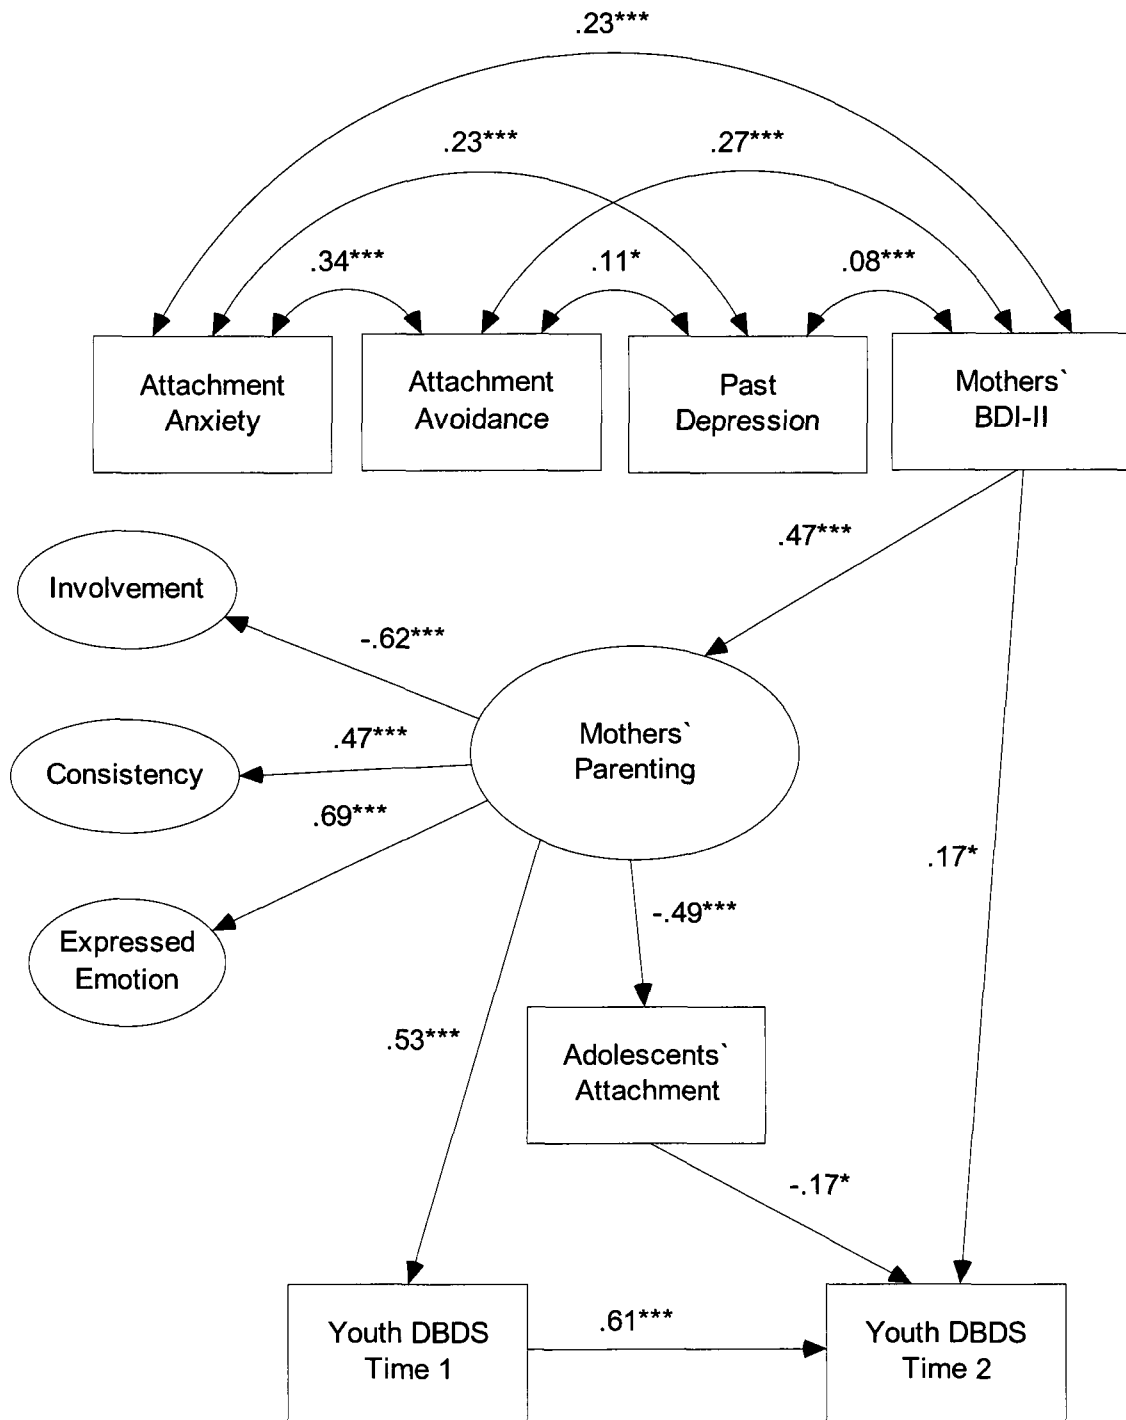 .23***
.23***
.27***
.34***
.11*
.08***
Attachment
Anxiety
Attachment
Avoidance
Past
Depression
Mothers`
BDI-II
.47***
Involvement
-.62***
Mothers`
Parenting
.47***
Consistency
.69***
.17*
-.49***
Expressed
Emotion
.53***
Adolescents`
Attachment
-.17*
Youth DBDS
Time 1
.61***
Youth DBDS
Time 2